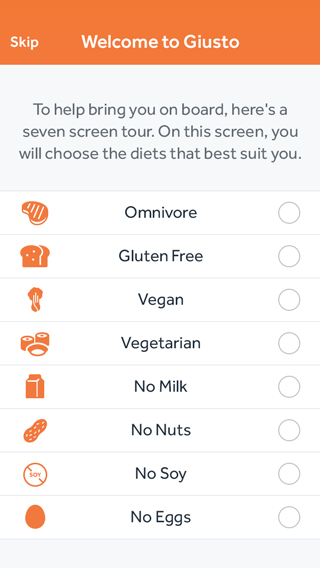 Skip
Welcome to Giusto
To help bring you on board, here's a
seven screen tour. On this screen, you
will choose the diets that best suit you.
Omnivore
Gluten Free
Vegan
Vegetarian
No Milk
No Nuts
SOY
No Soy
No Eggs